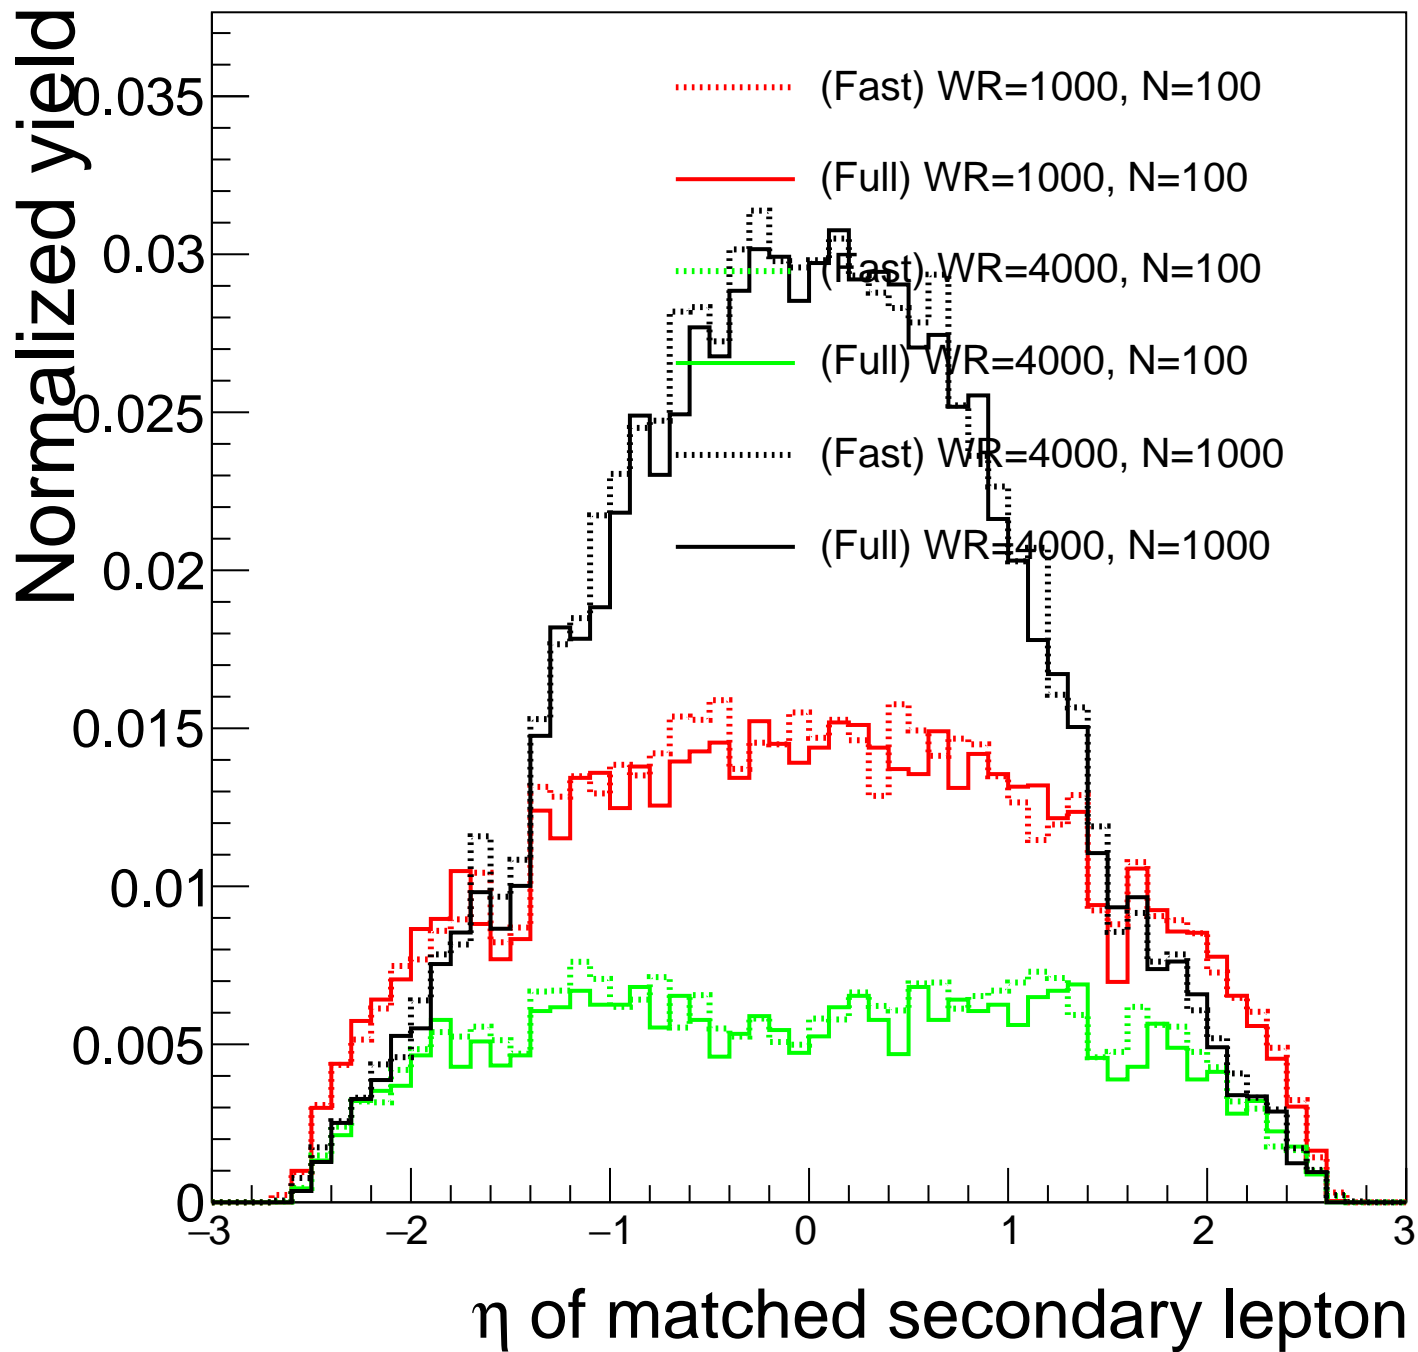 Normalized yield
0.035
0.03
0.025
0.02
0.015
0.01
0.005
0
(Fast) WR=1000, N=100
(Full) WR=1000, N=100
(Fast) WR=4000, N=100
(Full) WR=4000, N=100
(Fast) WR=4000, N=1000
(Full) WR=4000, N=1000
−3 −2 −1 0 1 2 3
η of matched secondary lepton